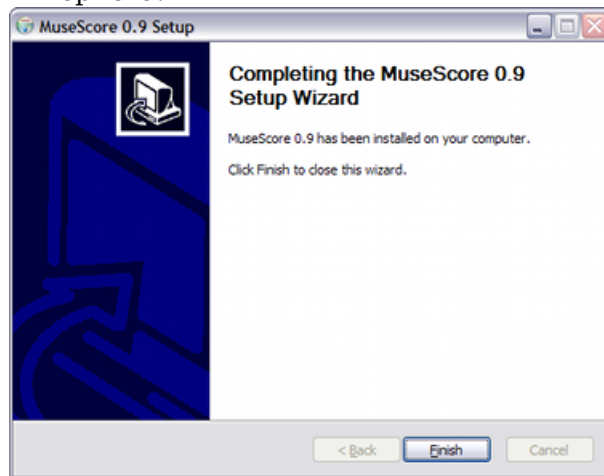 MuseScore 0.9 Setup
Completing the MuseScore 0.9
Setup Wizard
MuseScore 0.9 has been installed on your computer.
Click Finish to close this wizard.
< Back
Finish
Cancel